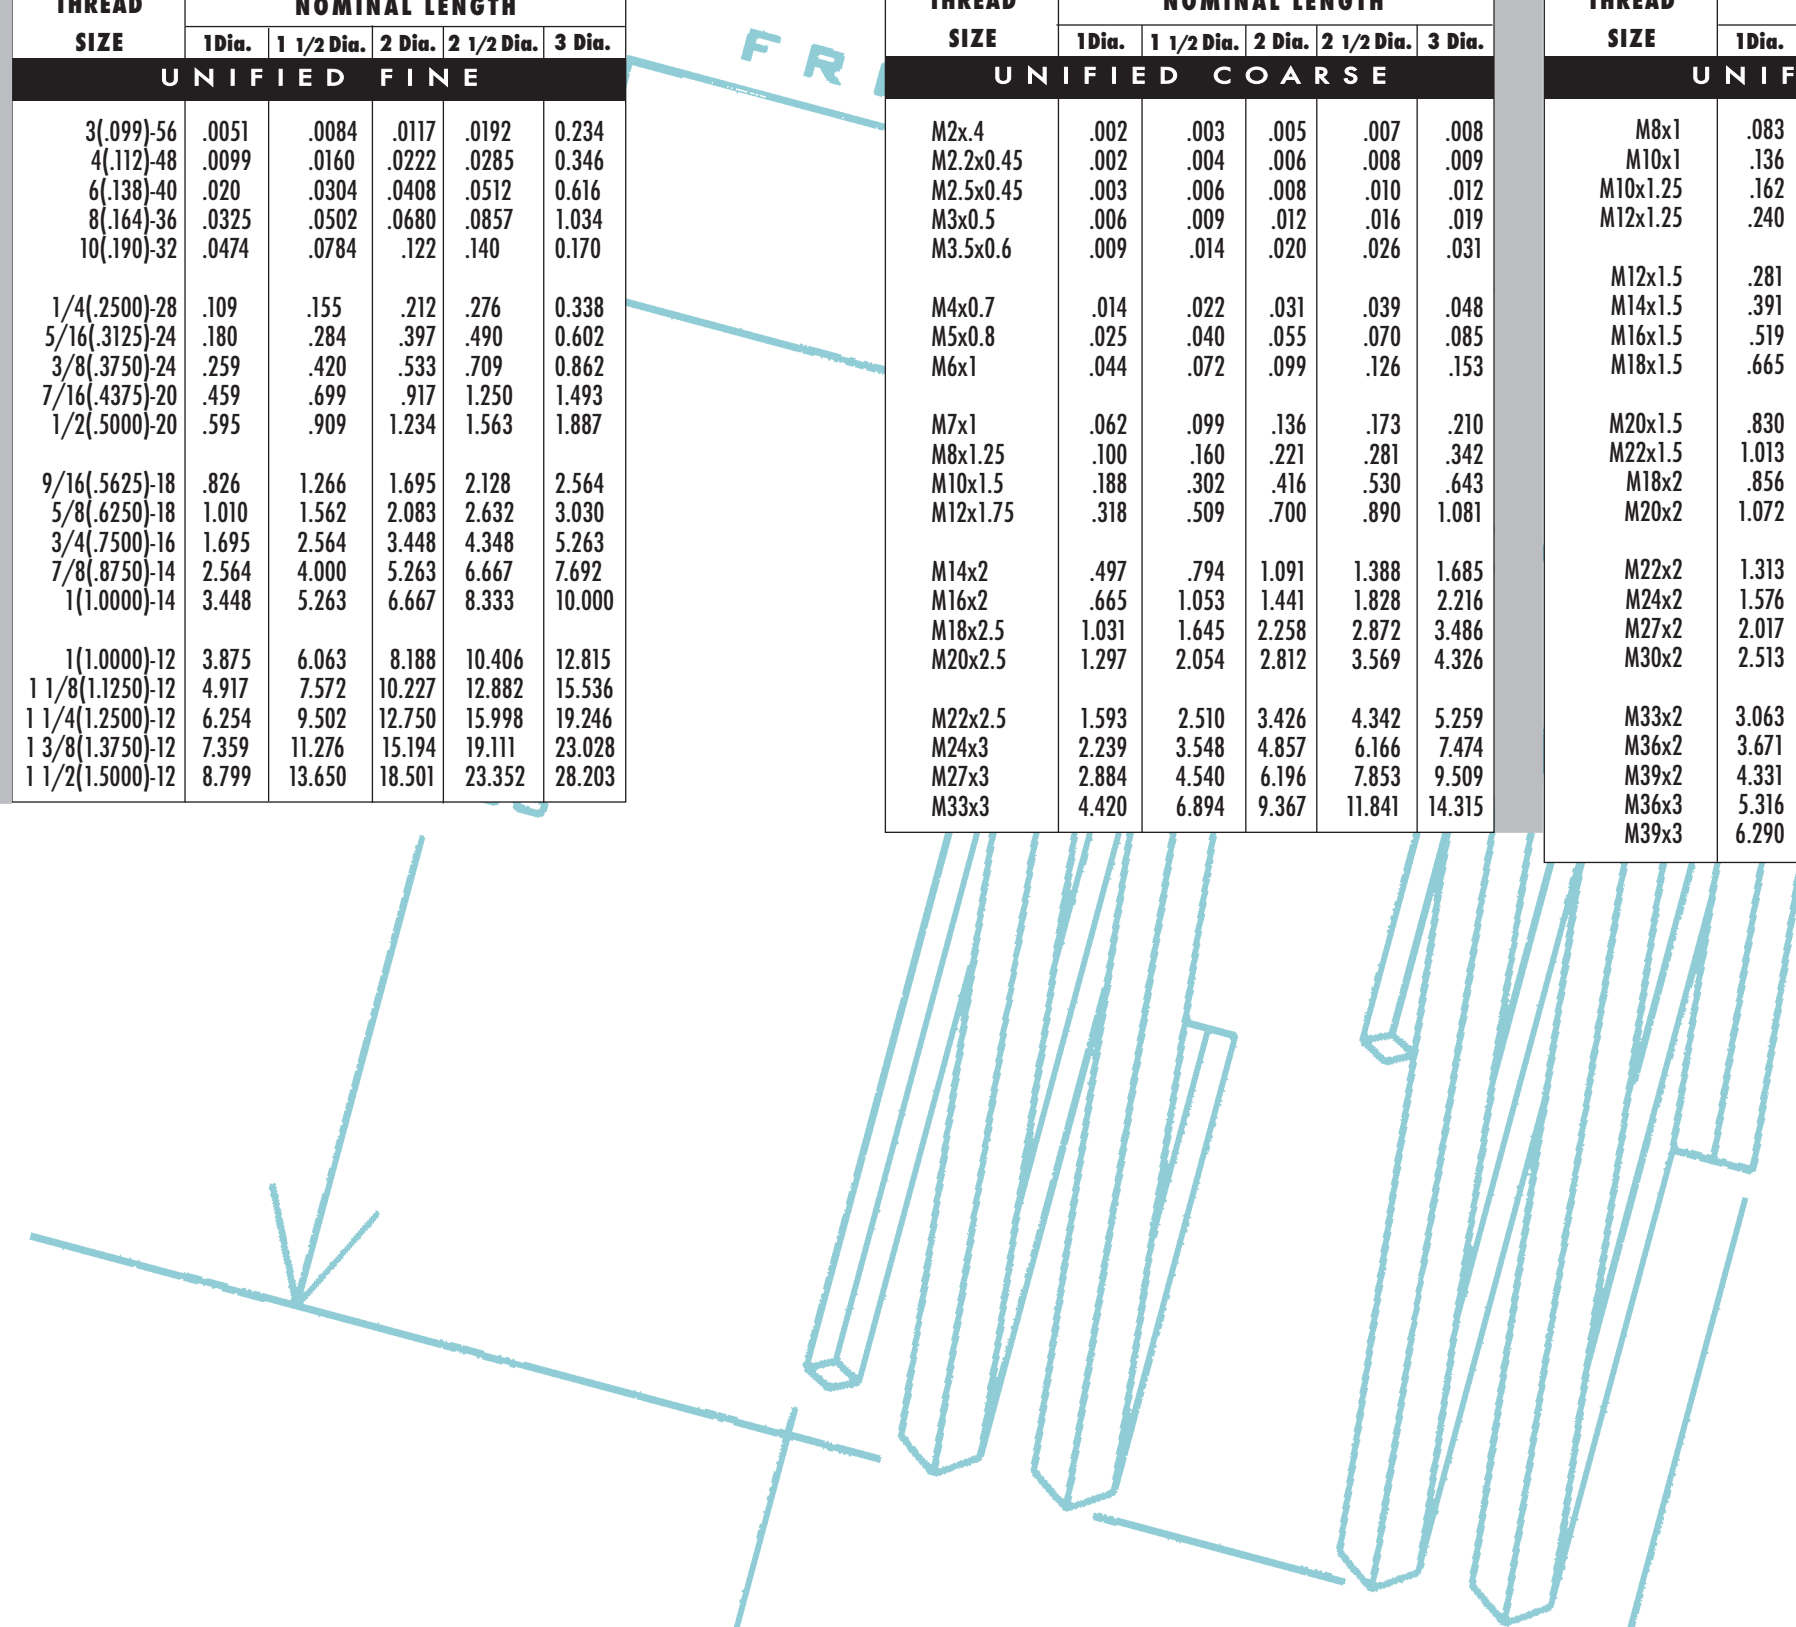 THREAD NOMINAL LENGTH
SIZE 1Dia. 1 1/2 Dia. 2 Dia. 2 1/2 Dia. 3 Dia.
UNIFIED FINE
3(.099)-56 .0051 .0084 .0117 .0192 0.234
4(.112)-48 .0099 .0160 .0222 .0285 0.346
6(.138)-40 .020 .0304 .0408 .0512 0.616
8(.164)-36 .0325 .0502 .0680 .0857 1.034
10(.190)-32 .0474 .0784 .122 .140 0.170
1/4(.2500)-28 .109 .155 .212 .276 0.338
5/16(.3125)-24 .180 .284 .397 .490 0.602
3/8(.3750)-24 .259 .420 .533 .709 0.862
7/16(.4375)-20 .459 .699 .917 1.250 1.493
1/2(.5000)-20 .595 .909 1.234 1.563 1.887
9/16(.5625)-18 .826 1.266 1.695 2.128 2.564
5/8(.6250)-18 1.010 1.562 2.083 2.632 3.030
3/4(.7500)-16 1.695 2.564 3.448 4.348 5.263
7/8(.8750)-14 2.564 4.000 5.263 6.667 7.692
1(1.0000)-14 3.448 5.263 6.667 8.333 10.000
1(1.0000)-12 3.875 6.063 8.188 10.406 12.815
1 1/8(1.1250)-12 4.917 7.572 10.227 12.882 15.536
1 1/4(1.2500)-12 6.254 9.502 12.750 15.998 19.246
1 3/8(1.3750)-12 7.359 11.276 15.194 19.111 23.028
1 1/2(1.5000)-12 8.799 13.650 18.501 23.352 28.203
FR
THREAD NOMINAL LENGTH
SIZE 1Dia. 1 1/2 Dia. 2 Dia. 2 1/2 Dia. 3 Dia.
UNIFIED COARSE
M2x.4 .002 .003 .005 .007 .008
M2.2x0.45 .002 .004 .006 .008 .009
M2.5x0.45 .003 .006 .008 .010 .012
M3x0.5 .006 .009 .012 .016 .019
M3.5x0.6 .009 .014 .020 .026 .031
M4x0.7 .014 .022 .031 .039 .048
M5x0.8 .025 .040 .055 .070 .085
M6x1 .044 .072 .099 .126 .153
M7x1 .062 .099 .136 .173 .210
M8x1.25 .100 .160 .221 .281 .342
M10x1.5 .188 .302 .416 .530 .643
M12x1.75 .318 .509 .700 .890 1.081
M14x2 .497 .794 1.091 1.388 1.685
M16x2 .665 1.053 1.441 1.828 2.216
M18x2.5 1.031 1.645 2.258 2.872 3.486
M20x2.5 1.297 2.054 2.812 3.569 4.326
M22x2.5 1.593 2.510 3.426 4.342 5.259
M24x3 2.239 3.548 4.857 6.166 7.474
M27x3 2.884 4.540 6.196 7.853 9.509
M33x3 4.420 6.894 9.367 11.841 14.315
THREAD
SIZE 1Dia.
UNIF
M8x1 .083
M10x1 .136
M10x1.25 .162
M12x1.25 .240
M12x1.5 .281
M14x1.5 .391
M16x1.5 .519
M18x1.5 .665
M20x1.5 .830
M22x1.5 1.013
M18x2 .856
M20x2 1.072
M22x2 1.313
M24x2 1.576
M27x2 2.017
M30x2 2.513
M33x2 3.063
M36x2 3.671
M39x2 4.331
M36x3 5.316
M39x3 6.290